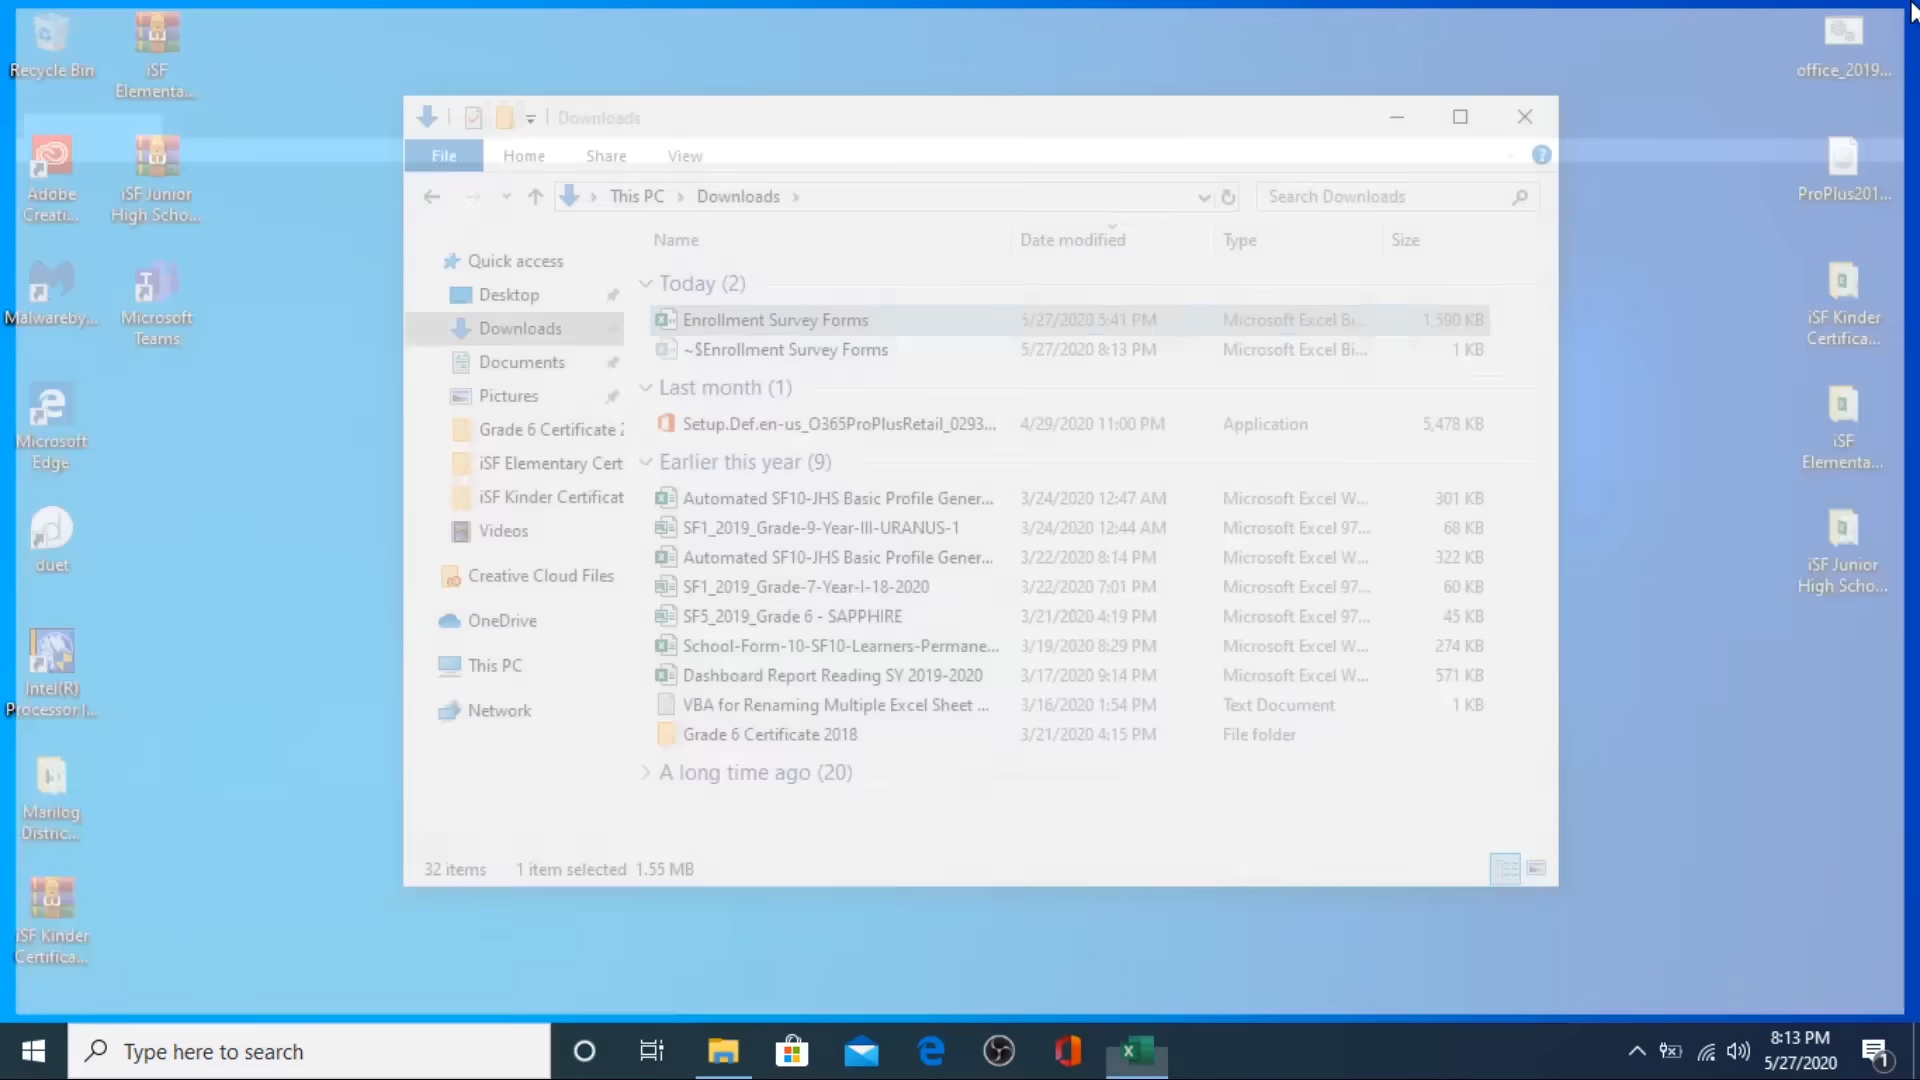 Recycle Bin
iSF
Elementa...
Adobe
Creati...
iSF Junior
High Scho...
Malwareby...
Microsoft
Teams
Microsoft
Edge
duet
Intel(R)
Processor I...
Marilog
Distric...
iSF Kinder
Certifica...
Downloads
File
Home
Share
View
This PC
Downloads
Search Downloads
Name
Date modified
Type
Size
Quick access
Desktop
Downloads
Documents
Pictures
Grade 6 Certificate 2
iSF Elementary Cert
iSF Kinder Certificat
Videos
Creative Cloud Files
OneDrive
This PC
Network
Today (2)
Enrollment Survey Forms 5/27/2020 5:41 PM Microsoft Excel Bi... 1,590 KB
~$Enrollment Survey Forms 5/27/2020 8:13 PM Microsoft Excel Bi... 1 KB
Last month (1)
Setup.Def.en-us_O365ProPlusRetail_0293... 4/29/2020 11:00 PM Application 5,478 KB
Earlier this year (9)
Automated SF10-JHS Basic Profile Gener... 3/24/2020 12:47 AM Microsoft Excel W... 301 KB
SF1_2019_Grade-9-Year-III-URANUS-1 3/24/2020 12:44 AM Microsoft Excel 97... 68 KB
Automated SF10-JHS Basic Profile Gener... 3/22/2020 8:14 PM Microsoft Excel W... 322 KB
SF1_2019_Grade-7-Year-I-18-2020 3/22/2020 7:01 PM Microsoft Excel 97... 60 KB
SF5_2019_Grade 6 - SAPPHIRE 3/21/2020 4:19 PM Microsoft Excel 97... 45 KB
School-Form-10-SF10-Learners-Permane... 3/19/2020 8:29 PM Microsoft Excel W... 274 KB
Dashboard Report Reading SY 2019-2020 3/17/2020 9:14 PM Microsoft Excel W... 571 KB
VBA for Renaming Multiple Excel Sheet ... 3/16/2020 1:54 PM Text Document 1 KB
Grade 6 Certificate 2018 3/21/2020 4:15 PM File folder
A long time ago (20)
32 items 1 item selected 1.55 MB
office_2019...
ProPlus201...
iSF Kinder
Certifica...
iSF
Elementa...
iSF Junior
High Scho...
Type here to search
8:13 PM
5/27/2020
1